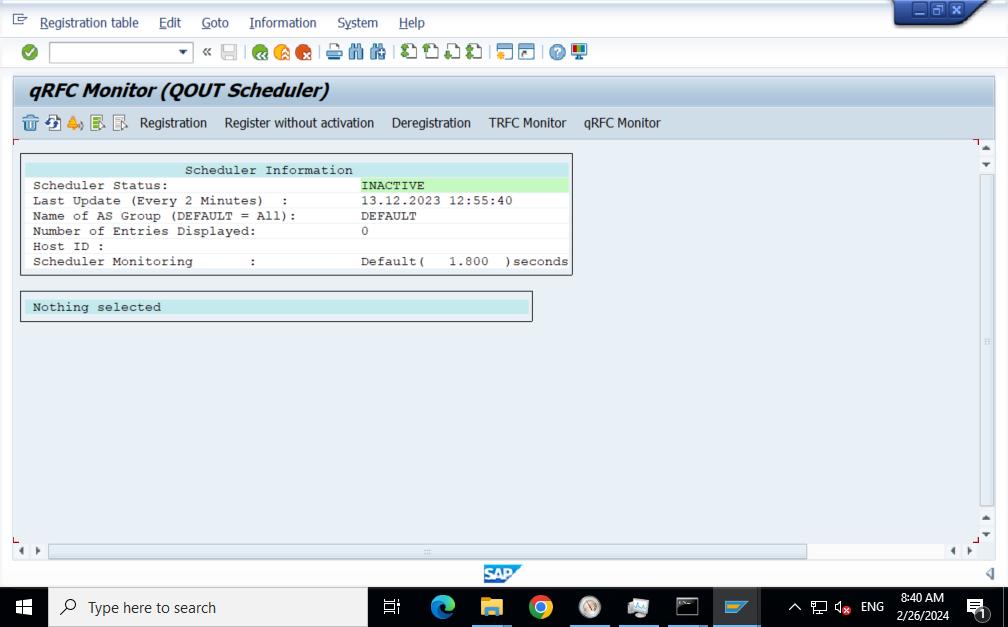 Registration table Edit Goto Information System Help
qRFC Monitor (QOUT Scheduler)
Registration Register without activation Deregistration TRFC Monitor qRFC Monitor
Scheduler Information
Scheduler Status: INACTIVE
Last Update (Every 2 Minutes) : 13.12.2023 12:55:40
Name of AS Group (DEFAULT = All): DEFAULT
Number of Entries Displayed: 0
Host ID :
Scheduler Monitoring : Default( 1.800 )seconds
Nothing selected
SAP
Type here to search
ENG
8:40 AM
2/26/2024
1